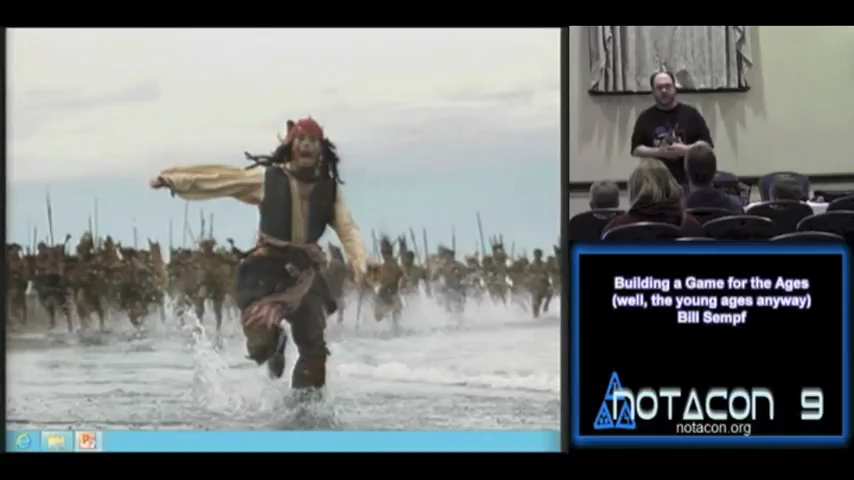 Building a Game for the Ages
(well, the young ages anyway)
Bill Sempf
NOTACON 9
notacon.org